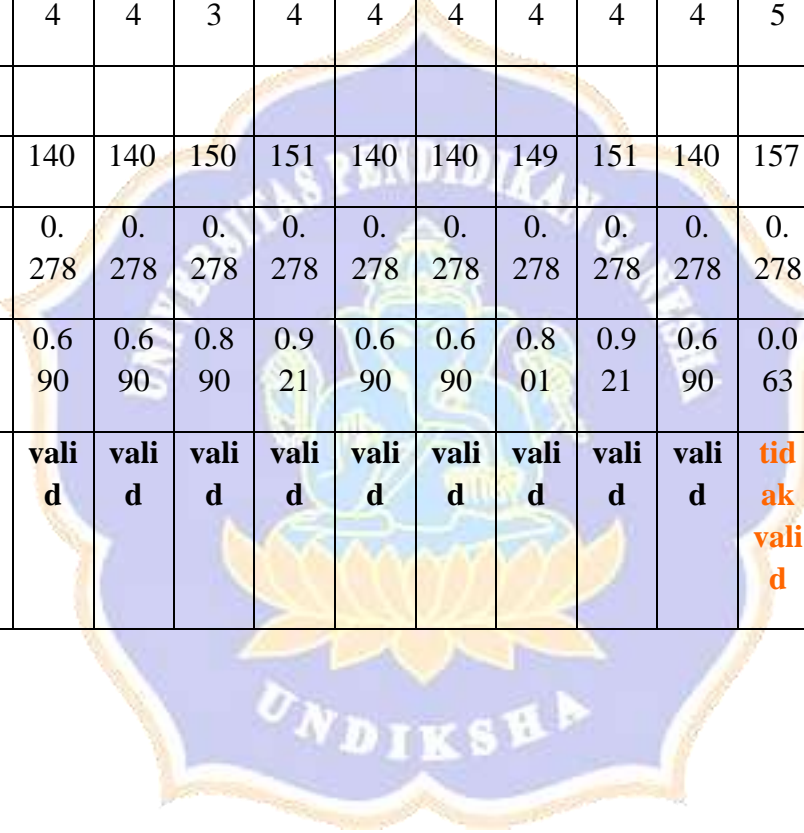 4 4 3 4 4 4 4 4 4 5
140 140 150 151 140 140 149 151 140 157
0. 0. 0. 0. 0. 0. 0. 0. 0. 0.
278 278 278 278 278 278 278 278 278 278
0.6 0.6 0.8 0.9 0.6 0.6 0.8 0.9 0.6 0.0
90 90 90 21 90 90 01 21 90 63
vali vali vali vali vali vali vali vali vali tid
d d d d d d d d d ak
vali
d
UNIVERSITAS PENDIDIKAN GANESHA
UNDIKSHA